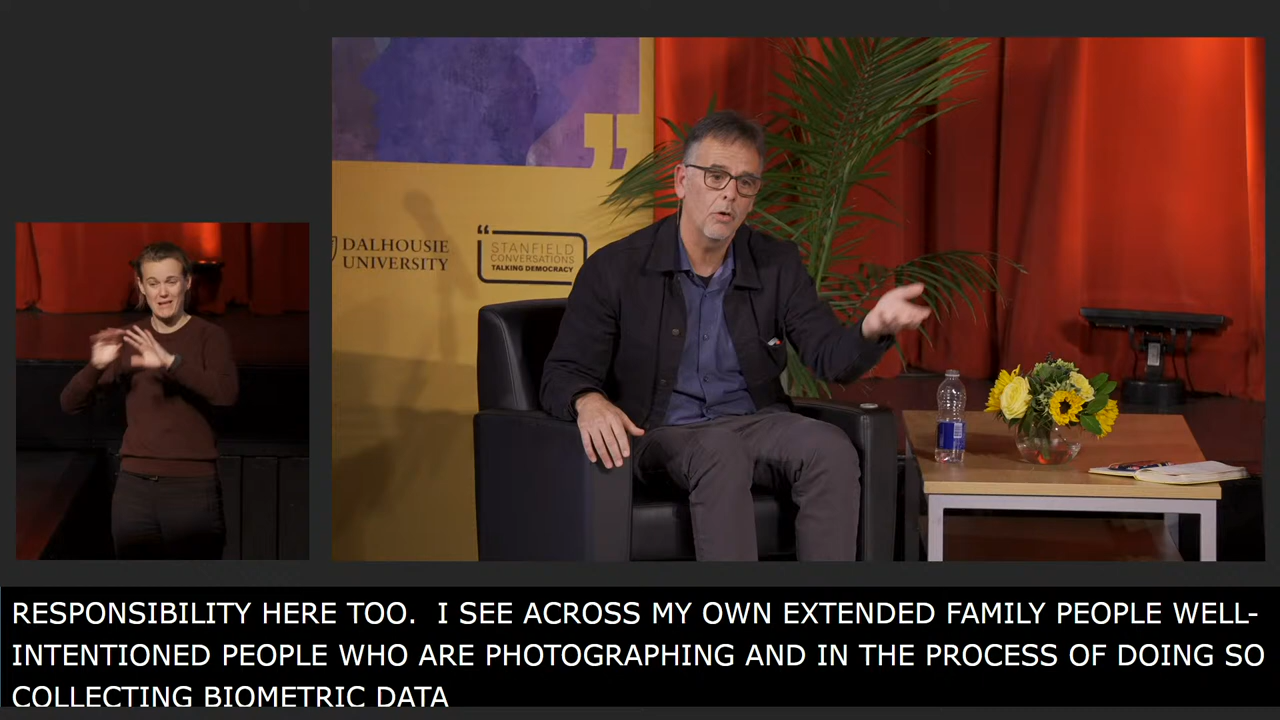 DALHOUSIE
UNIVERSITY
STANFIELD
CONVERSATIONS
TALKING DEMOCRACY
RESPONSIBILITY HERE TOO.  I SEE ACROSS MY OWN EXTENDED FAMILY PEOPLE WELL-
INTENTIONED PEOPLE WHO ARE PHOTOGRAPHING AND IN THE PROCESS OF DOING SO
COLLECTING BIOMETRIC DATA